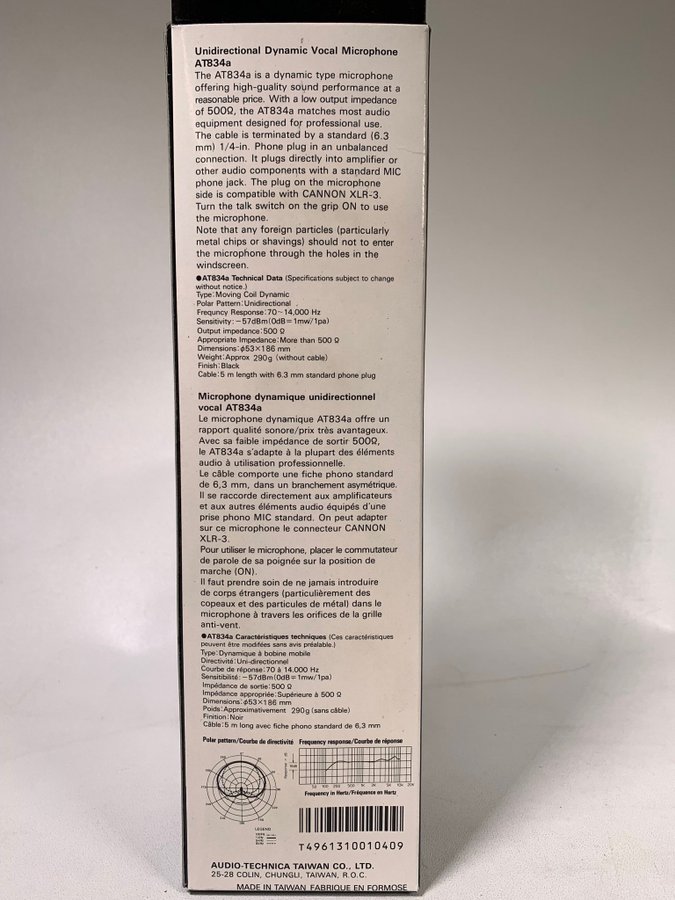 Unidirectional Dynamic Vocal Microphone
AT834a
The AT834a is a dynamic type microphone
offering high-quality sound performance at a
reasonable price. With a low output impedance
of 500Ω, the AT834a matches most audio
equipment designed for professional use.
The cable is terminated by a standard (6.3
mm) 1/4-in. Phone plug in an unbalanced
connection. It plugs directly into amplifier or
other audio components with a standard MIC
phone jack. The plug on the microphone
side is compatible with CANNON XLR-3.
Turn the talk switch on the grip ON to use
the microphone.
Note that any foreign particles (particularly
metal chips or shavings) should not to enter
the microphone through the holes in the
windscreen.
●AT834a Technical Data (Specifications subject to change
without notice.)
Type:Moving Coil Dynamic
Polar Pattern:Unidirectional
Frequncy Response:70~14,000 Hz
Sensitivity:−57dBm(0dB=1mw/1pa)
Output impedance:500 Ω
Appropriate Impedance:More than 500 Ω
Dimensions:φ53×186 mm
Weight:Approx 290g (without cable)
Finish:Black
Cable:5 m length with 6.3 mm standard phone plug
Microphone dynamique unidirectionnel
vocal AT834a
Le microphone dynamique AT834a offre un
rapport qualité sonore/prix très avantageux.
Avec sa faible impédance de sortir 500Ω,
le AT834a s'adapte à la plupart des éléments
audio à utilisation professionnelle.
Le câble comporte une fiche phono standard
de 6,3 mm, dans un branchement asymétrique.
Il se raccorde directement aux amplificateurs
et aux autres éléments audio équipés d'une
prise phono MIC standard. On peut adapter
sur ce microphone le connecteur CANNON
XLR-3.
Pour utiliser le microphone, placer le commutateur
de parole de sa poignée sur la position de
marche (ON).
Il faut prendre soin de ne jamais introduire
de corps étrangers (particulièrement des
copeaux et des particules de métal) dans le
microphone à travers les orifices de la grille
anti-vent.
●AT834a Caractéristiques techniques (Ces caractéristiques
peuvent être modifées sans avis préalable.)
Type:Dynamique à bobine mobile
Directivité:Uni-directionnel
Courbe de réponse:70 à 14,000 Hz
Sensibilité:−57dBm(0dB=1mw/1pa)
Impédance de sortie:500 Ω
Impédance appropriée:Supérieure à 500 Ω
Dimensions:φ53×186 mm
Poids:Approximativement 290g(sans câble)
Finition:Noir
Câble:5 m long avec fiche phono standard de 6,3 mm
Polar pattern/Courbe de directivité Frequency response/Courbe de réponse
Frequency in Hertz/Fréquence en Hertz
LEGEND
T4961310010409
AUDIO-TECHNICA TAIWAN CO., LTD.
25-28 COLIN, CHUNGLI, TAIWAN, R.O.C.
MADE IN TAIWAN FABRIQUE EN FORMOSE